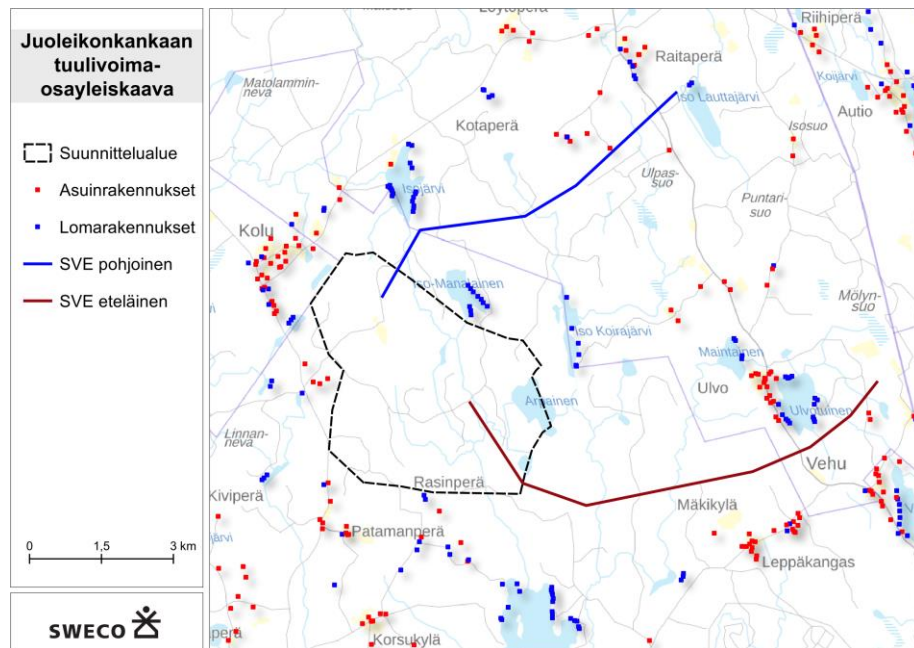 Juoleikonkankaan
tuulivoima-
osayleiskaava
Suunnittelualue
Asuinrakennukset
Lomarakennukset
SVE pohjoinen
SVE eteläinen
0 1,5 3 km
SWECO
Löytöperä
Riihiperä
Raitaperä
Matolammin-
neva
Iso Lauttajärvi
Koijärvi
Autio
Kotaperä
Isosuo
Isojärvi
Ulpas-
suo
Puntari-
suo
Kolu
Iso-Manalainen
Mölyn-
suo
Iso Koirajärvi
Maintainen
Ulvo
Ulvotuinen
Linnan-
neva
Vehu
Kiviperä
Rasinperä
Mäkikylä
Patamanperä
Leppäkangas
Korsukylä